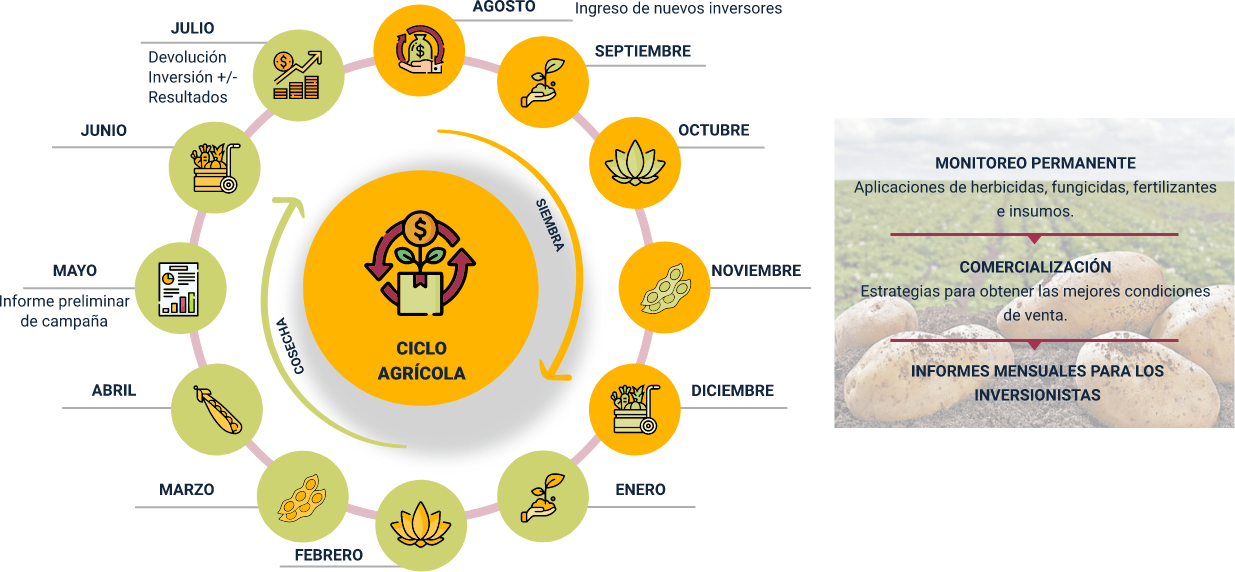 AGOSTO
Ingreso de nuevos inversores
SEPTIEMBRE
OCTUBRE
NOVIEMBRE
DICIEMBRE
ENERO
FEBRERO
MARZO
ABRIL
MAYO
Informe preliminar
de campaña
JUNIO
JULIO
Devolución
Inversión +/-
Resultados
SIEMBRA
COSECHA
CICLO
AGRÍCOLA
MONITOREO PERMANENTE
Aplicaciones de herbicidas, fungicidas, fertilizantes
e insumos.
COMERCIALIZACIÓN
Estrategias para obtener las mejores condiciones
de venta.
INFORMES MENSUALES PARA LOS
INVERSIONISTAS